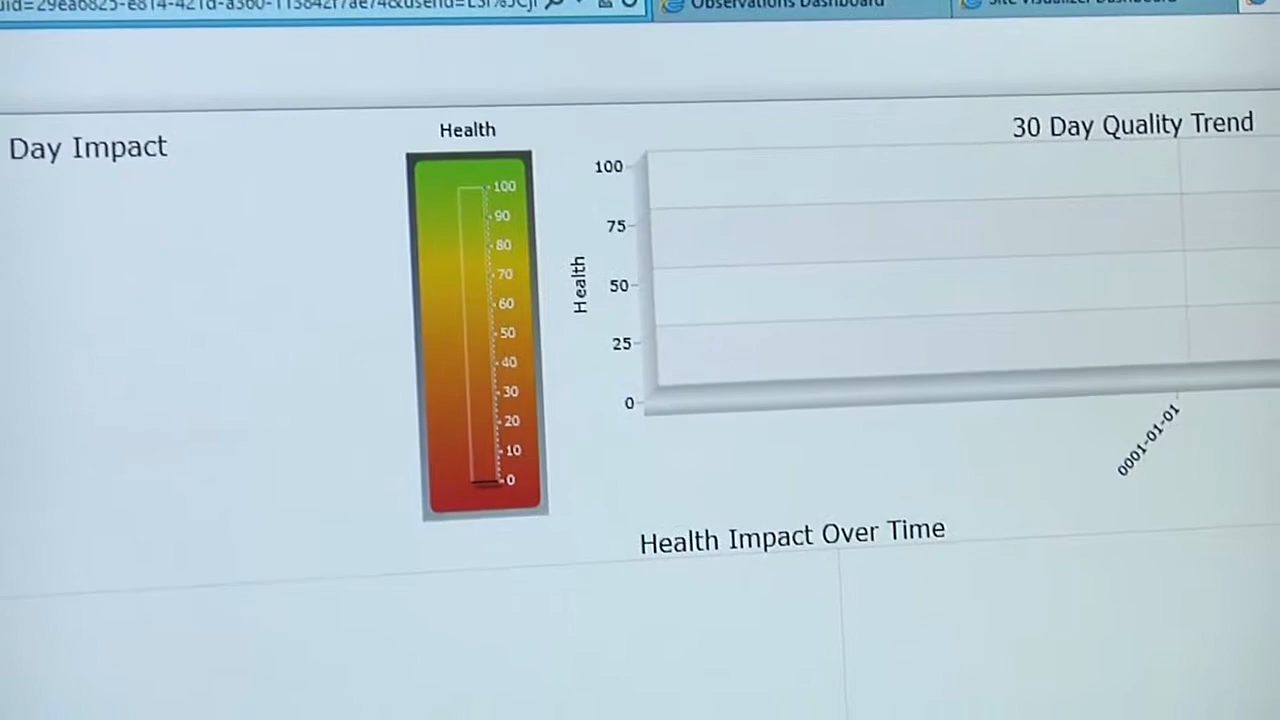 Observations Dashboard
Day Impact
Health
100
90
80
70
60
50
40
30
20
10
0
30 Day Quality Trend
Health
100
75
50
25
0
0001-01-01
Health Impact Over Time